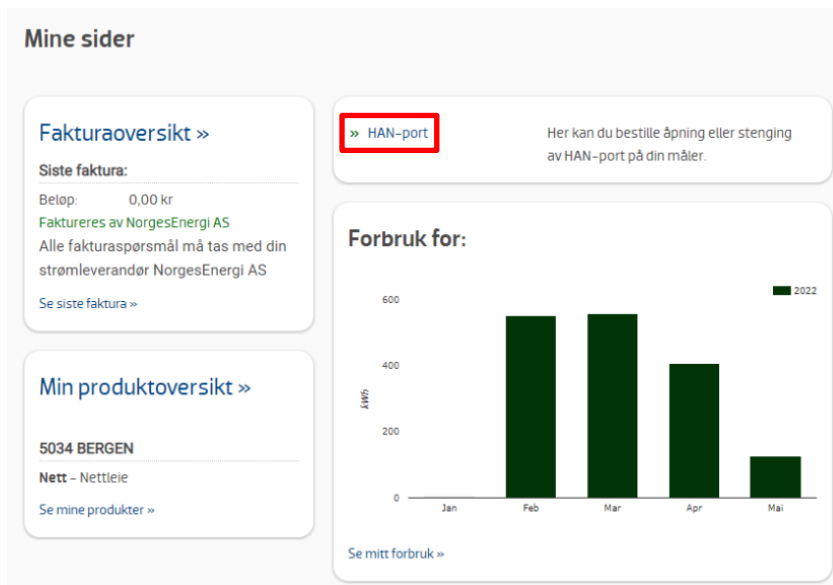 Mine sider
Fakturaoversikt »
Siste faktura:
Beløp: 0,00 kr
Faktureres av NorgesEnergi AS
Alle fakturaspørsmål må tas med din
strømleverandør NorgesEnergi AS
Se siste faktura »
Min produktoversikt »
5034 BERGEN
Nett - Nettleie
Se mine produkter »
» HAN-port
Her kan du bestille åpning eller stenging
av HAN-port på din måler.
Forbruk for:
2022
600
400
200
0
kWh
Jan Feb Mar Apr Mai
Se mitt forbruk »